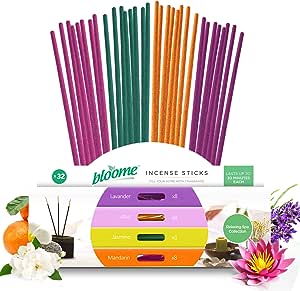 x32
bloome
INCENSE STICKS
FILL YOUR HOME WITH FRAGRANCE
LASTS UP TO
30 MINUTES
EACH
Lavender x8
x8
Jasmine x8
Mandarin x8
Relaxing Spa
Collection